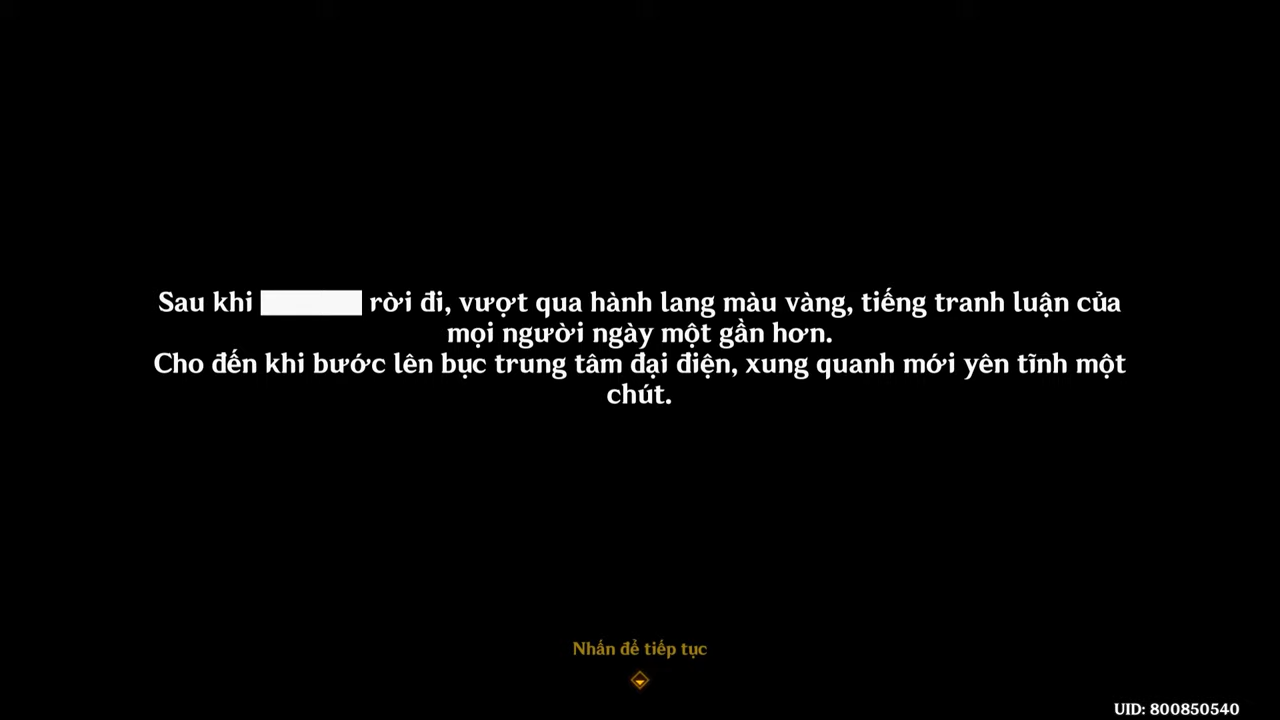 Sau khi rời đi, vượt qua hành lang màu vàng, tiếng tranh luận của
mọi người ngày một gần hơn.
Cho đến khi bước lên bục trung tâm đại điện, xung quanh mới yên tĩnh một
chút.
Nhấn để tiếp tục
UID: 800850540